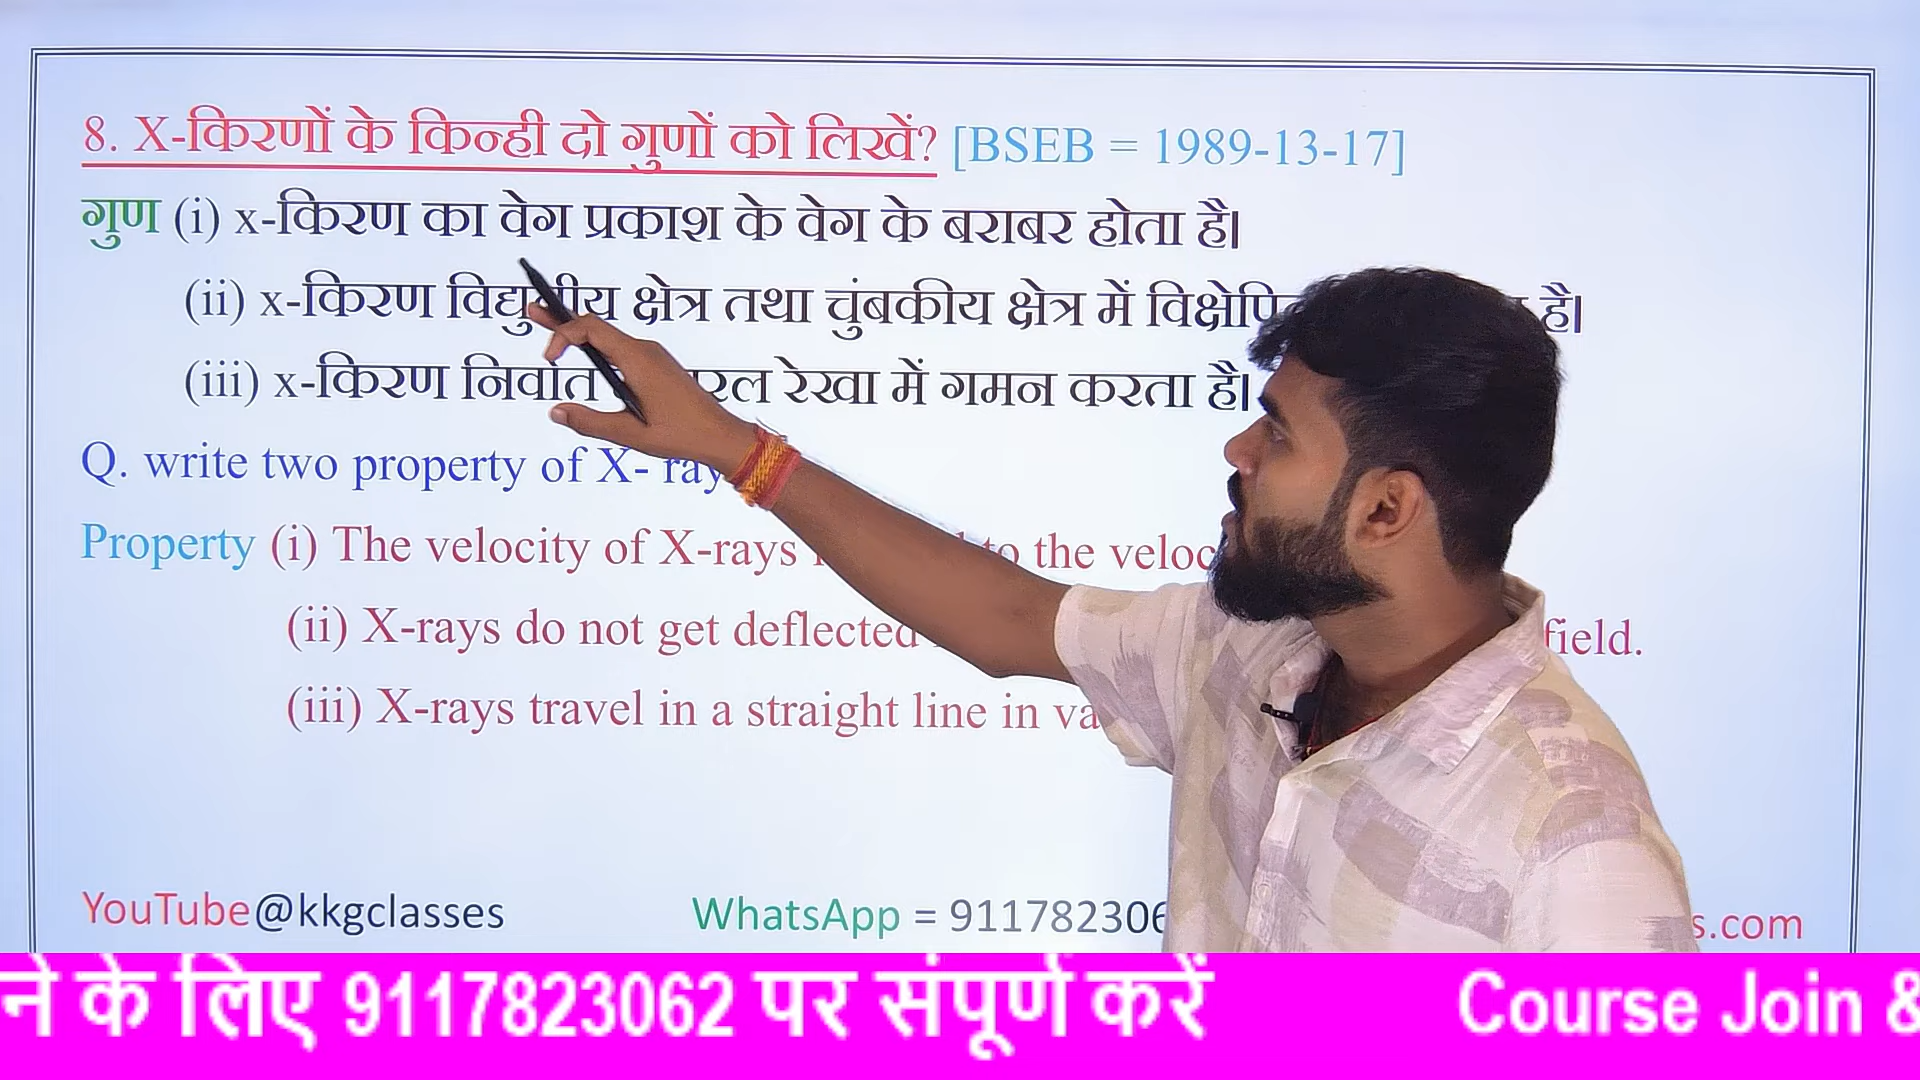 8. X-किरणों के किन्ही दो गुणों को लिखें? [BSEB = 1989-13-17]
गुण (i) x-किरण का वेग प्रकाश के वेग के बराबर होता है।
(ii) x-किरण क्षेत्र तथा चुंबकीय क्षेत्र में है।
(iii) x-किरण निर्वात रेखा में गमन करता है।
Q. write two property of X- ray
Property (i) The velocity of X-rays to the
(ii) X-rays do not get deflected field.
(iii) X-rays travel in a straight line in
YouTube@kkgclasses WhatsApp = 911782306 s.com
ने के लिए 9117823062 पर संपूर्ण करें Course Join &